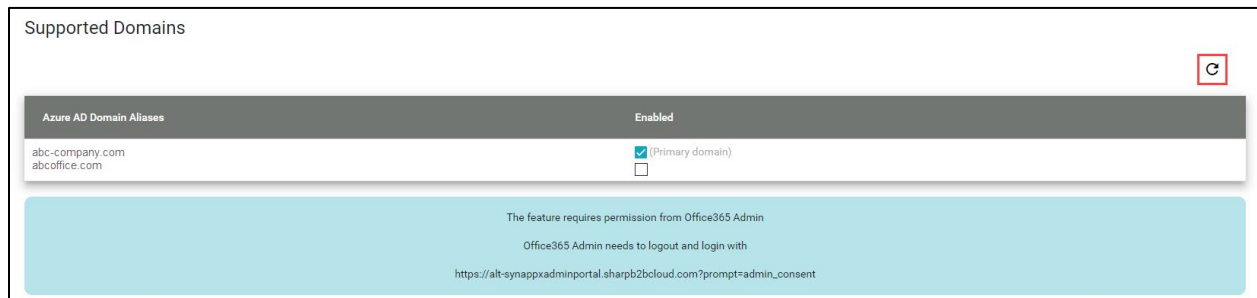 Supported Domains
Azure AD Domain Aliases Enabled
abc-company.com (Primary domain)
abcoffice.com
The feature requires permission from Office365 Admin
Office365 Admin needs to logout and login with
https://alt-synappxadminportal.sharpb2bcloud.com?prompt=admin_consent